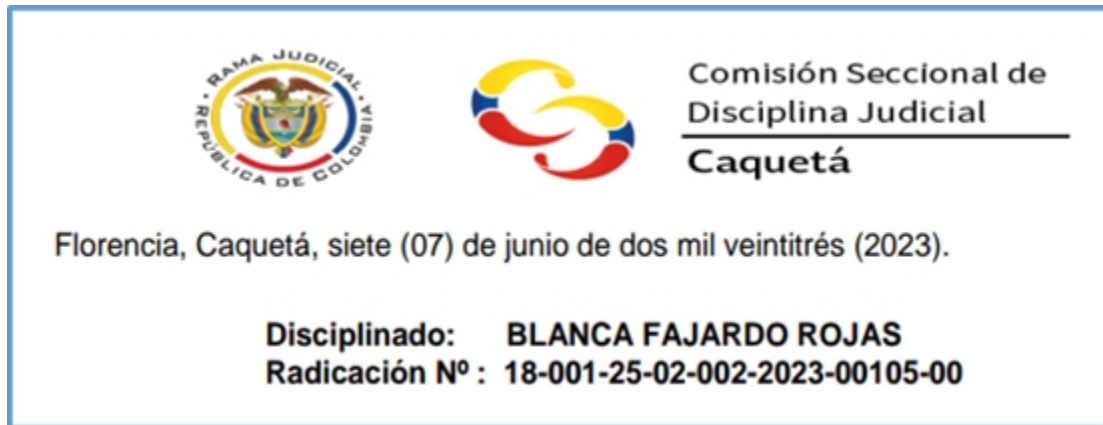 RAMA JUDICIAL
REPÚBLICA DE COLOMBIA
Comisión Seccional de
Disciplina Judicial
Caquetá
Florencia, Caquetá, siete (07) de junio de dos mil veintitrés (2023).
Disciplinado: BLANCA FAJARDO ROJAS
Radicación Nº : 18-001-25-02-002-2023-00105-00